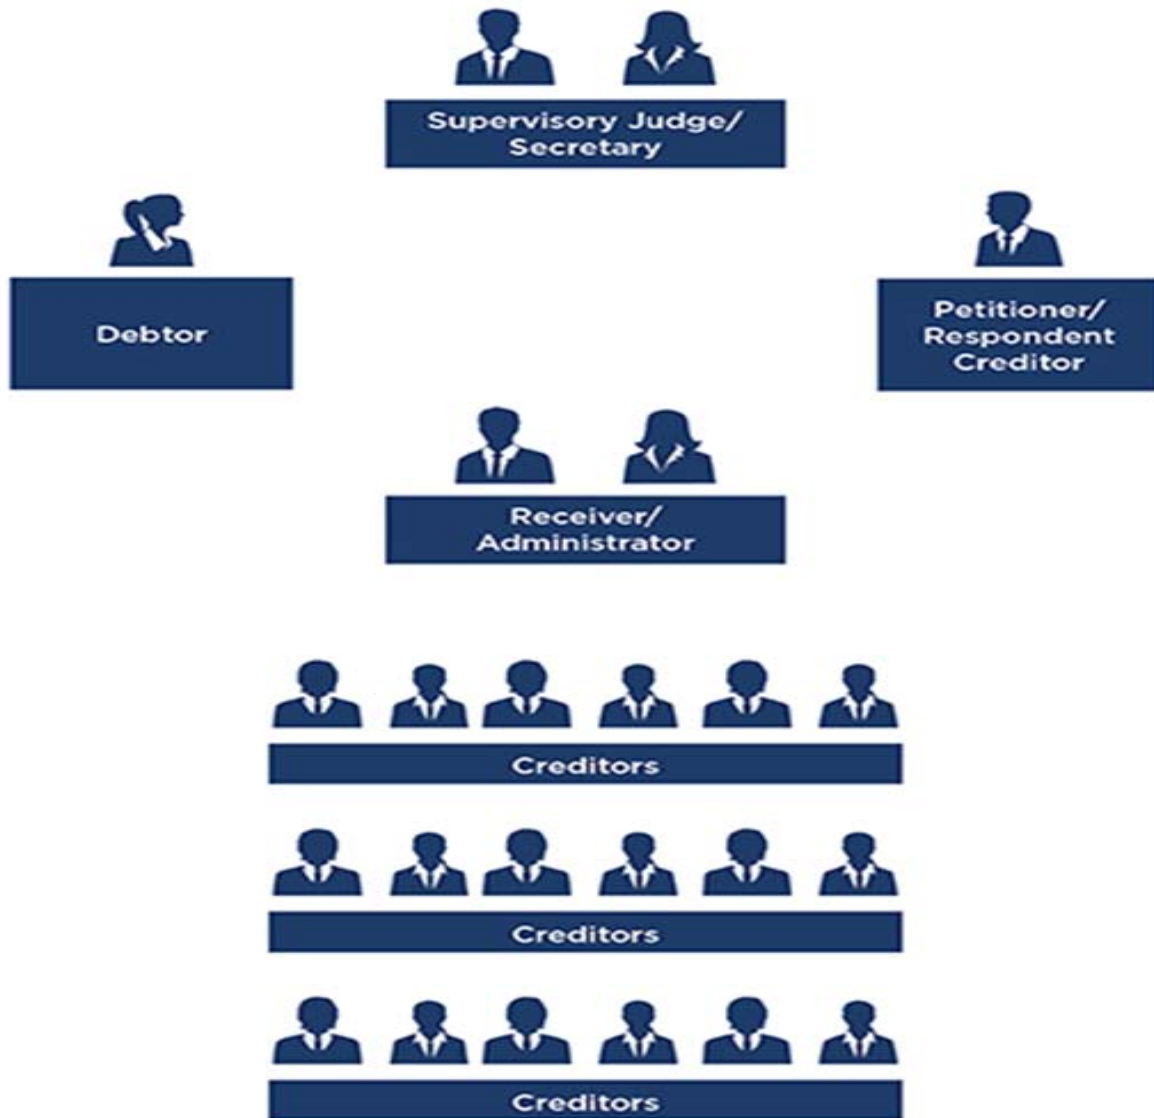 Supervisory Judge/
Secretary
Debtor
Petitioner/
Respondent
Creditor
Receiver/
Administrator
Creditors
Creditors
Creditors